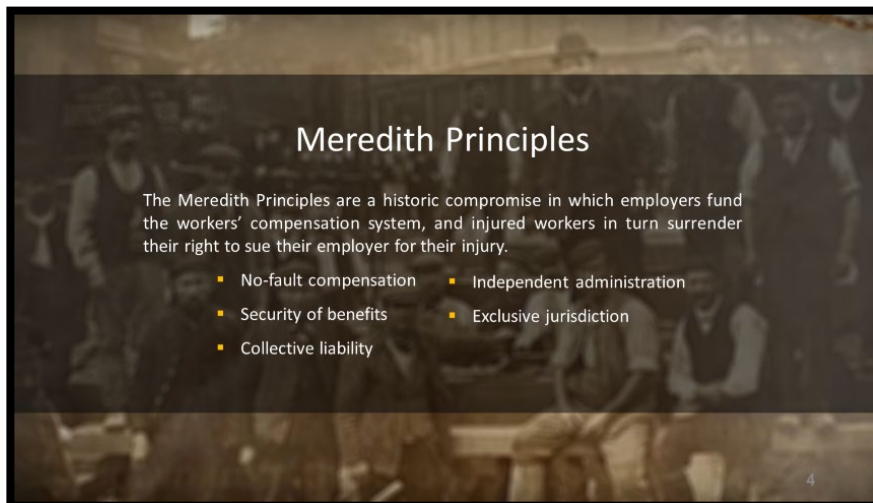 Meredith Principles
The Meredith Principles are a historic compromise in which employers fund
the workers’ compensation system, and injured workers in turn surrender
their right to sue their employer for their injury.
▪ No-fault compensation
▪ Security of benefits
▪ Collective liability
▪ Independent administration
▪ Exclusive jurisdiction
4